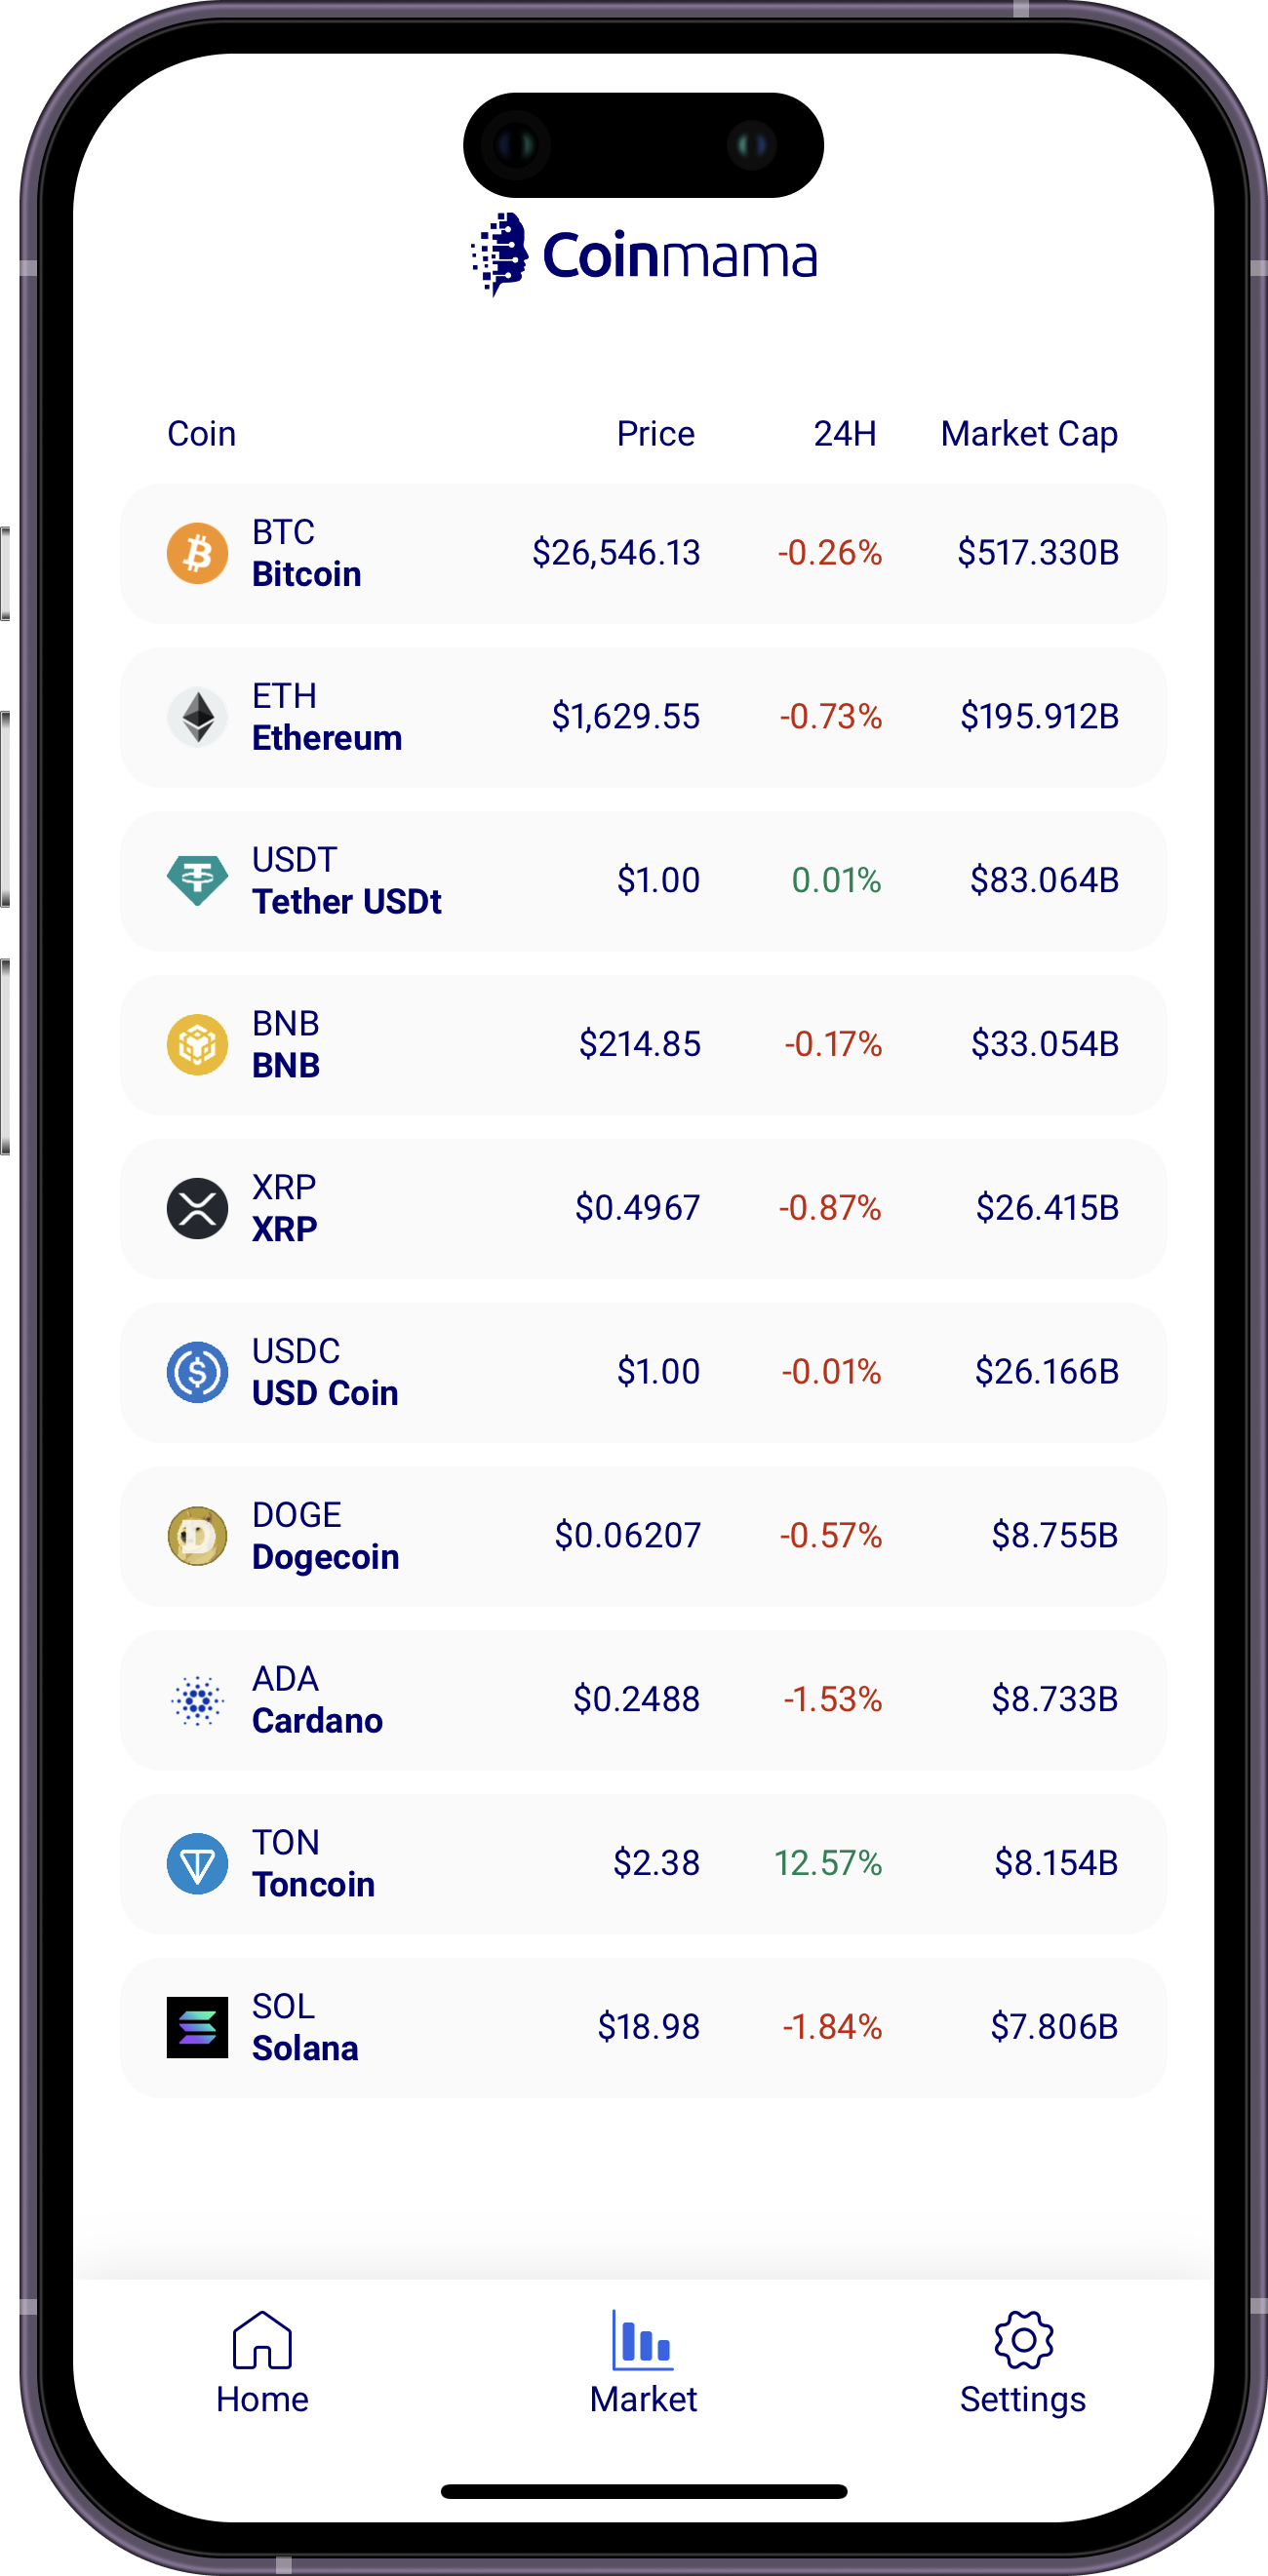 Coinmama
Coin Price 24H Market Cap
BTC
Bitcoin
$26,546.13 -0.26% $517.330B
ETH
Ethereum
$1,629.55 -0.73% $195.912B
USDT
Tether USDt
$1.00 0.01% $83.064B
BNB
BNB
$214.85 -0.17% $33.054B
XRP
XRP
$0.4967 -0.87% $26.415B
USDC
USD Coin
$1.00 -0.01% $26.166B
DOGE
Dogecoin
$0.06207 -0.57% $8.755B
ADA
Cardano
$0.2488 -1.53% $8.733B
TON
Toncoin
$2.38 12.57% $8.154B
SOL
Solana
$18.98 -1.84% $7.806B
Home Market Settings